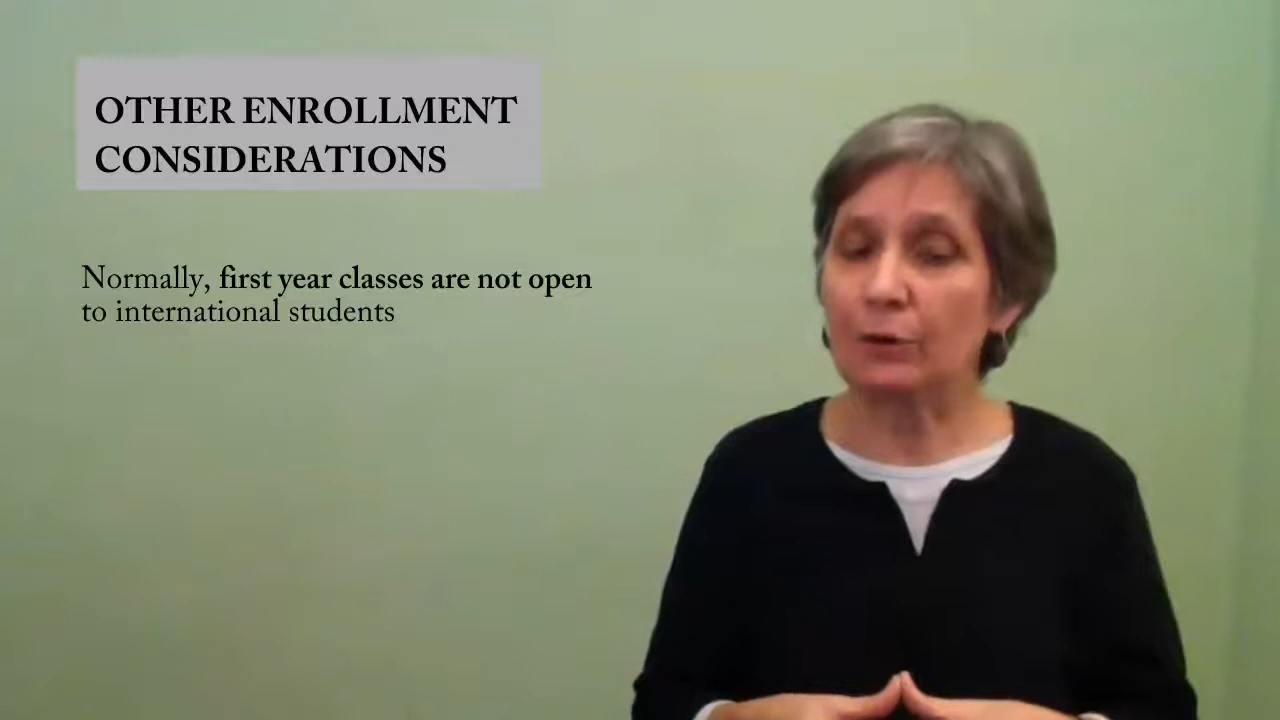 OTHER ENROLLMENT
CONSIDERATIONS
Normally, first year classes are not open
to international students